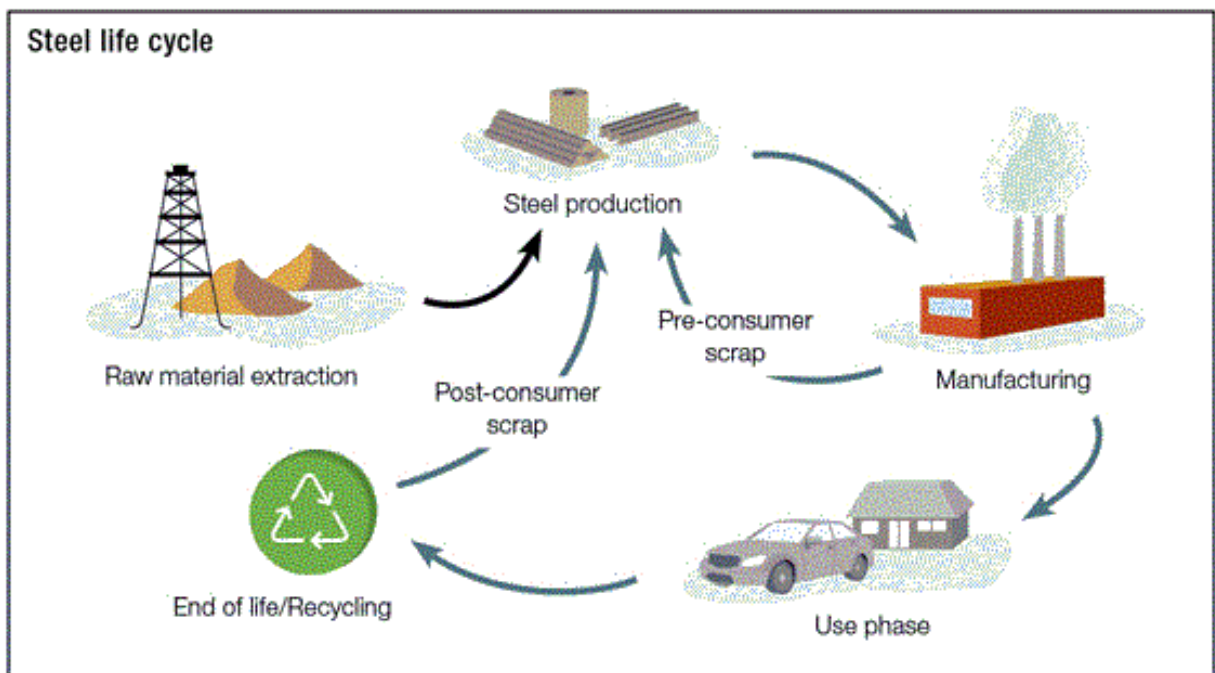 Steel life cycle
Steel production
Raw material extraction
Pre-consumer
scrap
Manufacturing
Post-consumer
scrap
End of life/Recycling
Use phase